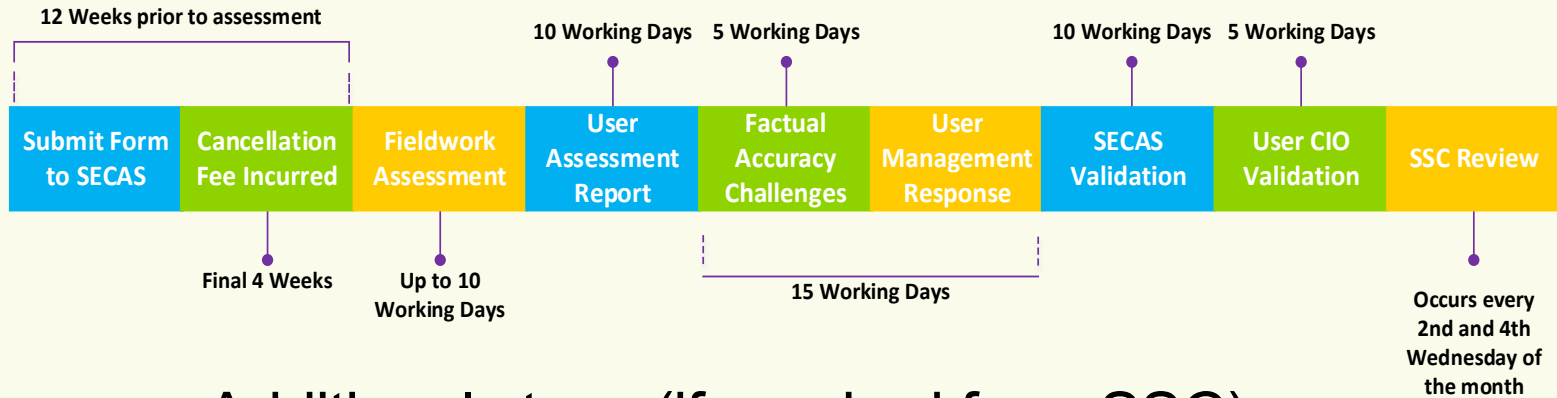 12 Weeks prior to assessment
10 Working Days
5 Working Days
10 Working Days
5 Working Days
Submit Form
to SECAS
Cancellation
Fee Incurred
Fieldwork
Assessment
User
Assessment
Report
Factual
Accuracy
Challenges
User
Management
Response
SECAS
Validation
User CIO
Validation
SSC Review
Final 4 Weeks
Up to 10
Working Days
15 Working Days
Occurs every
2nd and 4th
Wednesday of
the month